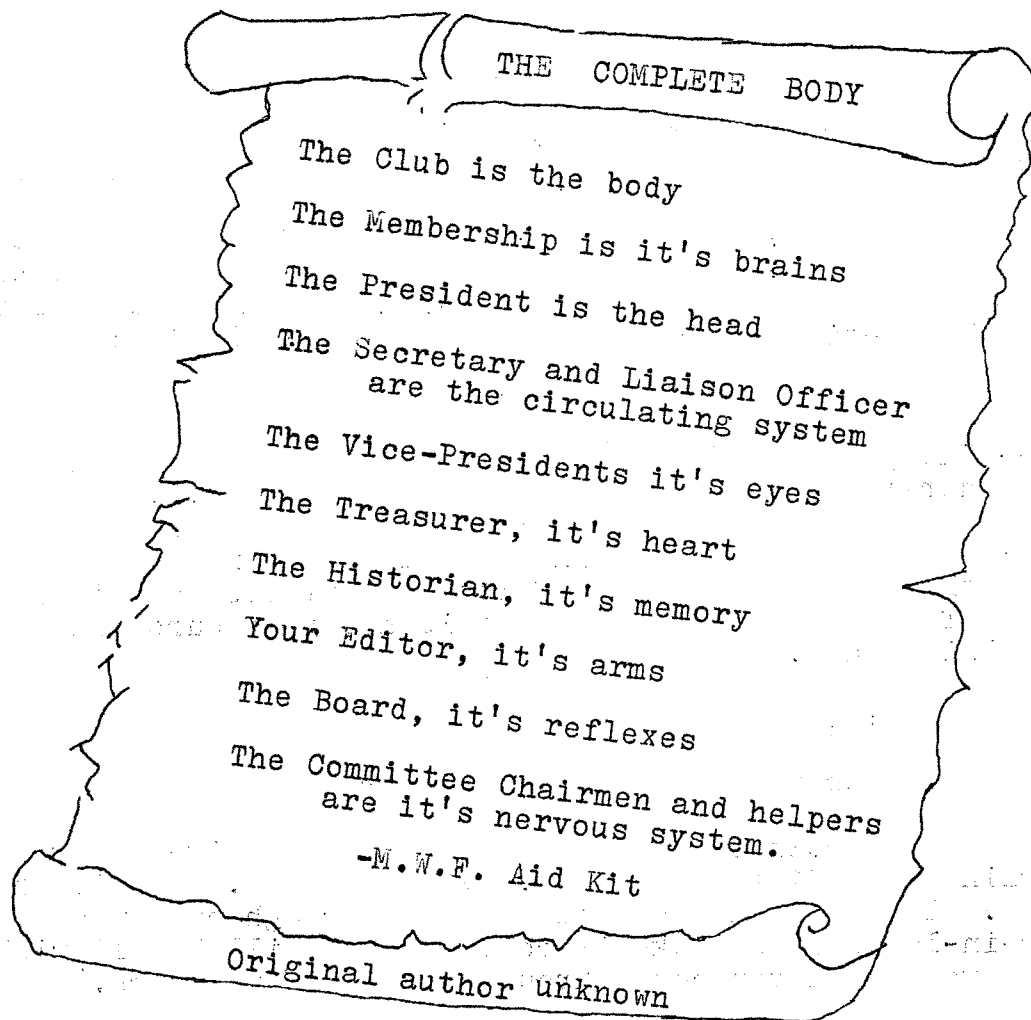 THE COMPLETE BODY
The Club is the body
The Membership is it's brains
The President is the head
The Secretary and Liaison Officer
are the circulating system
The Vice-Presidents it's eyes
The Treasurer, it's heart
The Historian, it's memory
Your Editor, it's arms
The Board, it's reflexes
The Committee Chairmen and helpers
are it's nervous system.
-M.W.F. Aid Kit
Original author unknown